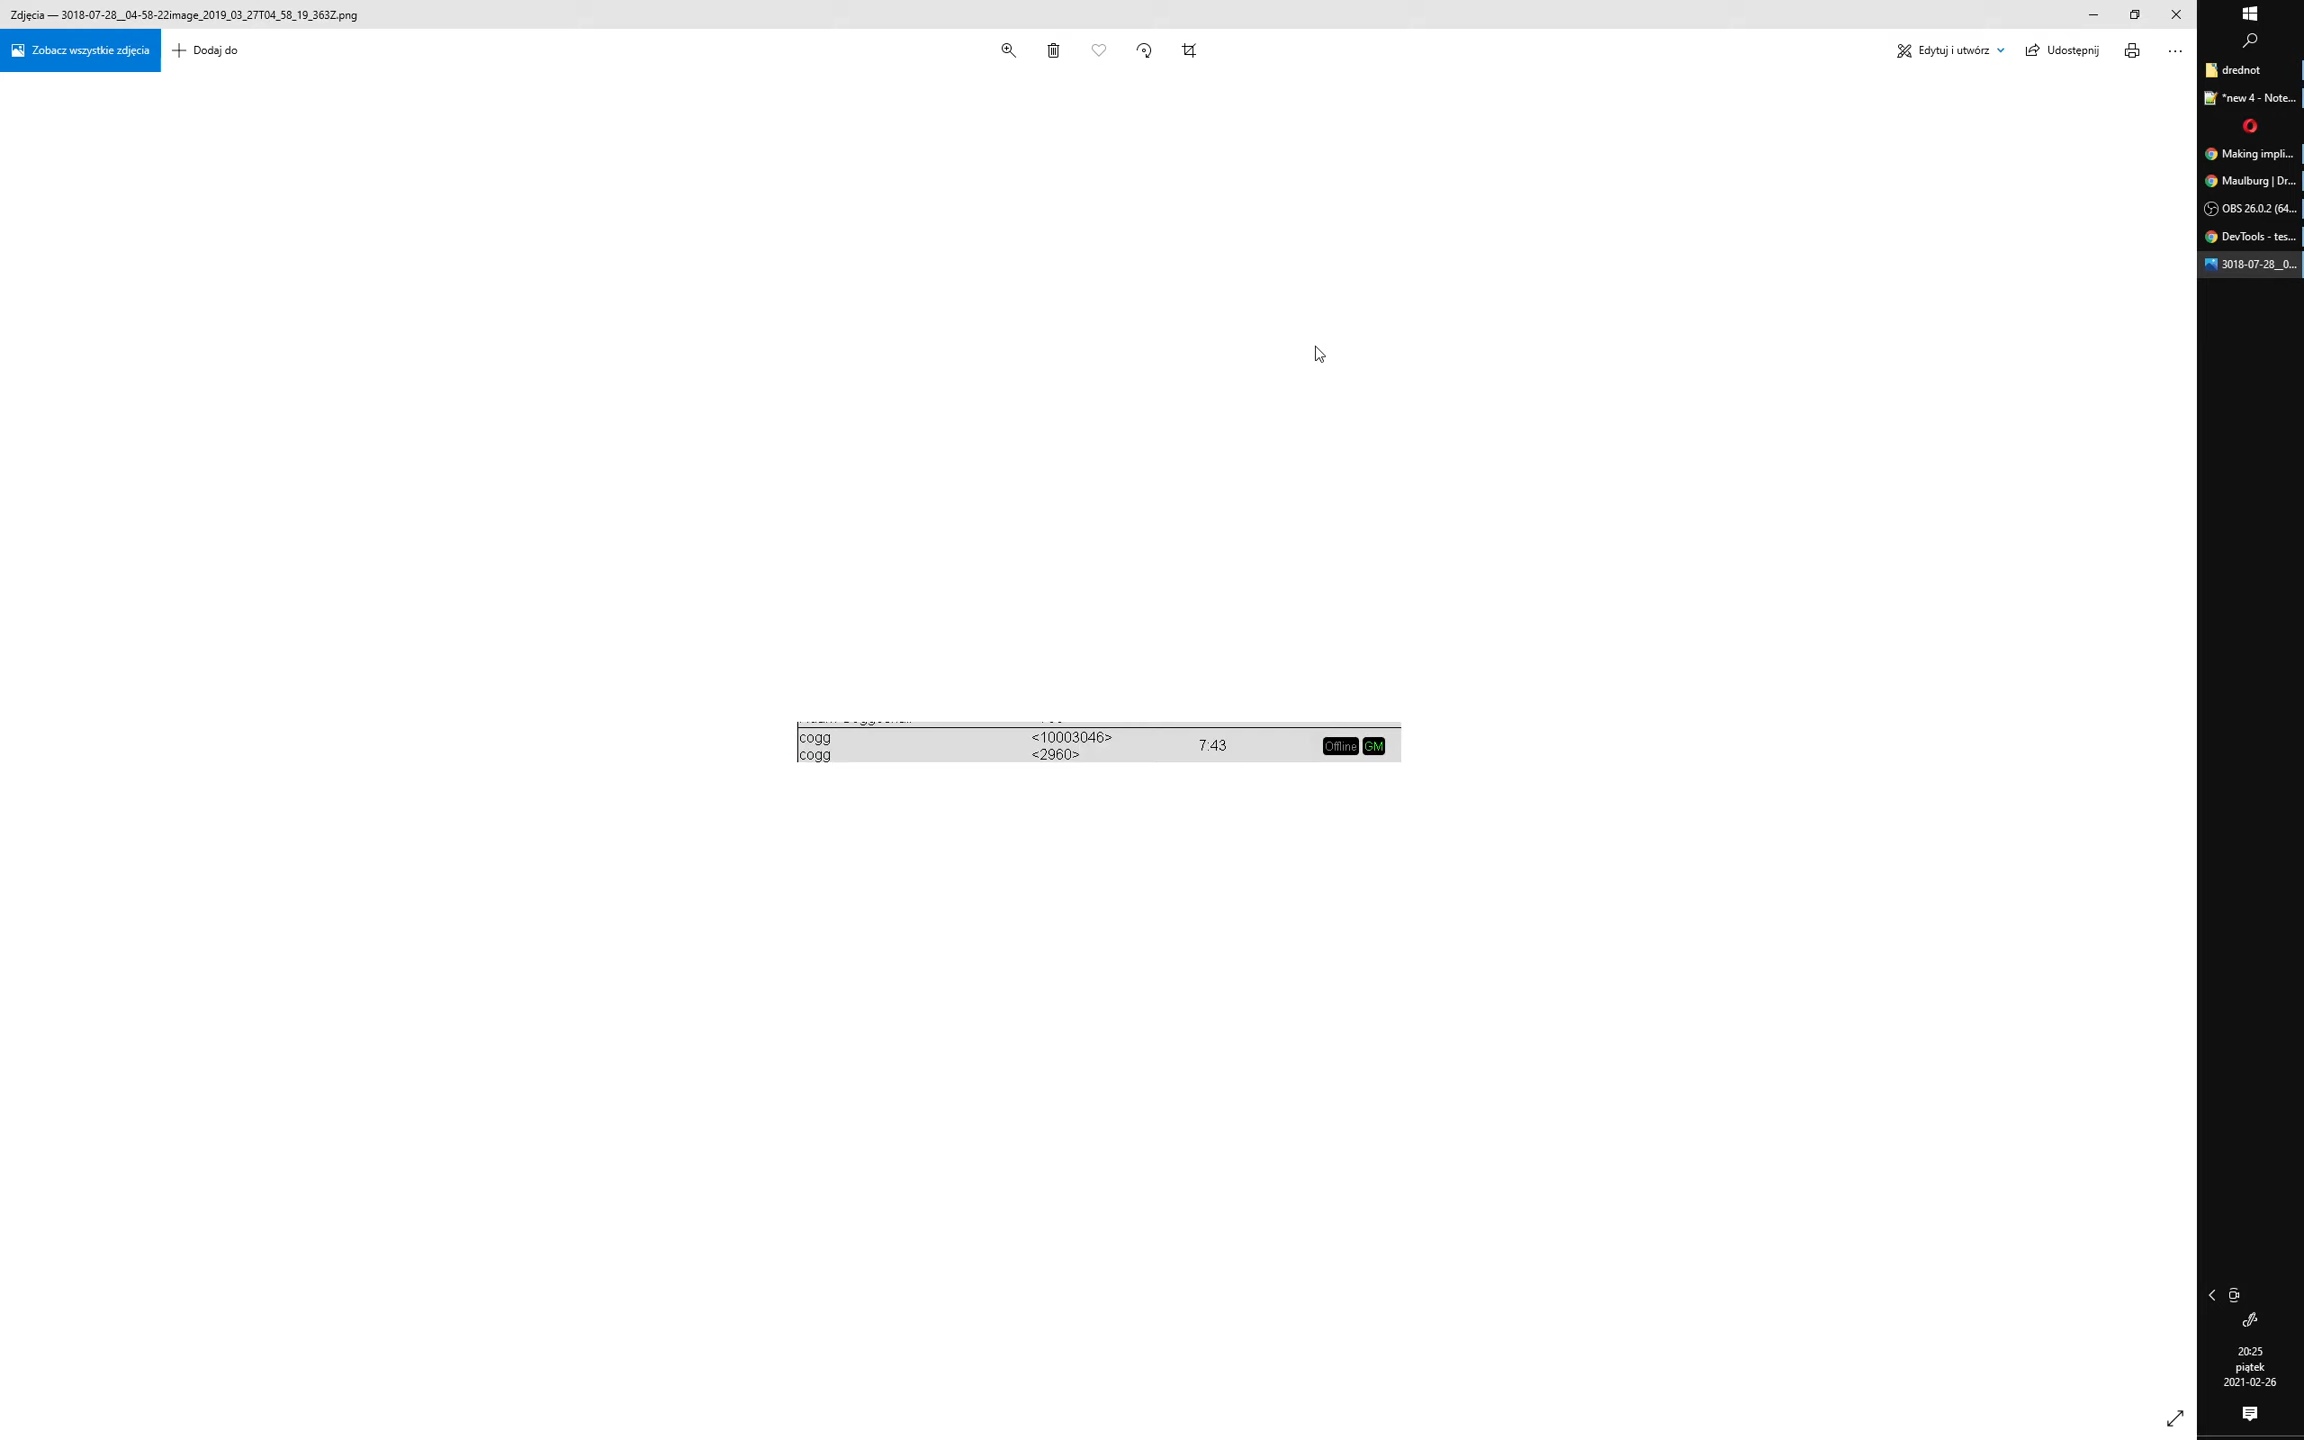 Zdjęcia — 3018-07-28__04-58-22image_2019_03_27T04_58_19_363Z.png
Zobacz wszystkie zdjęcia
Dodaj do
Edytuj i utwórz
Udostępnij
drednot
*new 4 - Note...
Making impli...
Maulburg | Dr...
OBS 26.0.2 (64...
DevTools - tes...
3018-07-28__0...
cogg <10003046>
7:43 Offline GM
cogg <2960>
20:25
piątek
2021-02-26